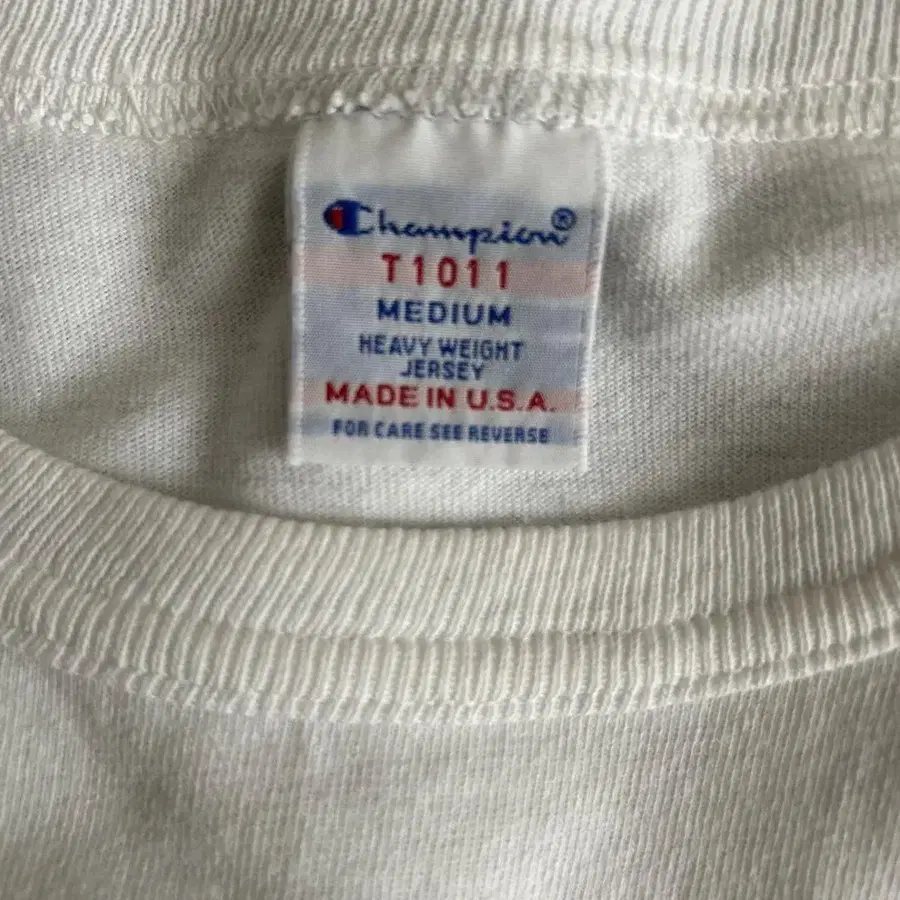 Champion®
T1011
MEDIUM
HEAVY WEIGHT
JERSEY
MADE IN U.S.A.
FOR CARE SEE REVERSE